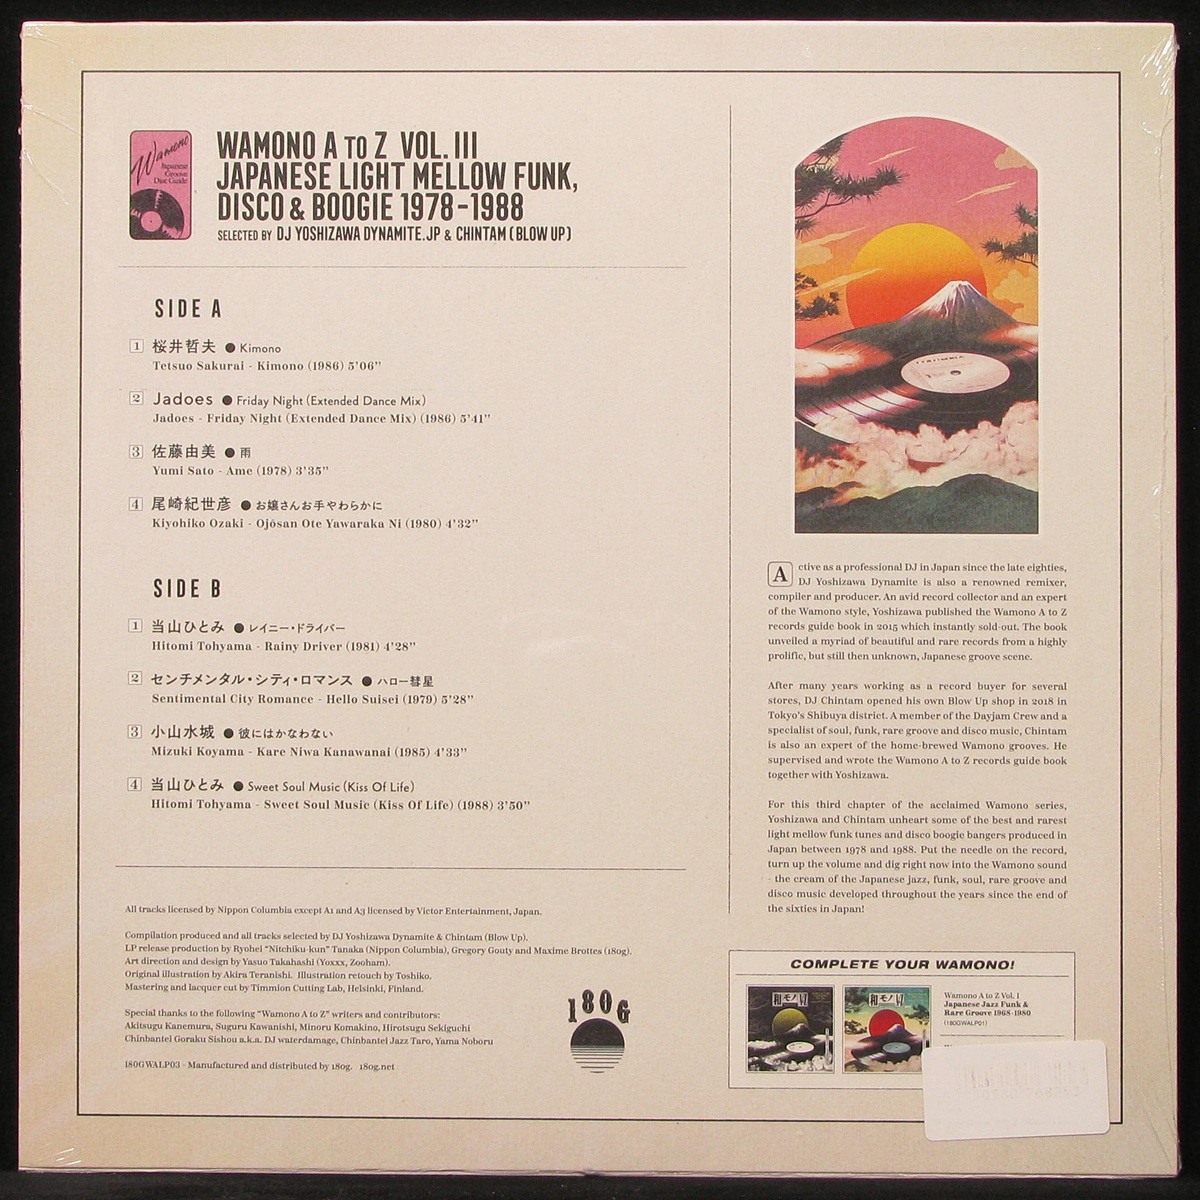 Wamono
Japanese
Groove
Disc Guide
WAMONO A TO Z VOL. III
JAPANESE LIGHT MELLOW FUNK,
DISCO & BOOGIE 1978-1988
SELECTED BY DJ YOSHIZAWA DYNAMITE.JP & CHINTAM (BLOW UP)
SIDE A
1 桜井哲夫 ● Kimono
Tetsuo Sakurai - Kimono (1986) 5'06”
2 Jadoes ● Friday Night (Extended Dance Mix)
Jadoes - Friday Night (Extended Dance Mix) (1986) 5'41”
3 佐藤由美 ● 雨
Yumi Sato - Ame (1978) 3'35”
4 尾崎紀世彦 ● お嬢さんお手やわらかに
Kiyohiko Ozaki - Ojōsan Ote Yawaraka Ni (1980) 4'32”
SIDE B
1 当山ひとみ ● レイニー・ドライバー
Hitomi Tohyama - Rainy Driver (1981) 4'28”
2 センチメンタル・シティ・ロマンス ● ハロー彗星
Sentimental City Romance - Hello Suisei (1979) 5'28”
3 小山水城 ● 彼にはかなわない
Mizuki Koyama - Kare Niwa Kanawanai (1985) 4'33”
4 当山ひとみ ● Sweet Soul Music (Kiss Of Life)
Hitomi Tohyama - Sweet Soul Music (Kiss Of Life) (1988) 3'50”
All tracks licensed by Nippon Columbia except A1 and A3 licensed by Victor Entertainment, Japan.
Compilation produced and all tracks selected by DJ Yoshizawa Dynamite & Chintam (Blow Up).
LP release production by Ryohei “Nitchiku-kun” Tanaka (Nippon Columbia), Gregory Gouty and Maxime Brottes (180g).
Art direction and design by Yasuo Takahashi (Yoxxx, Zooham).
Original illustration by Akira Teranishi. Illustration retouch by Toshiko.
Mastering and lacquer cut by Timmion Cutting Lab, Helsinki, Finland.
Special thanks to the following “Wamono A to Z” writers and contributors:
Akitsugu Kanemura, Suguru Kawanishi, Minoru Komakino, Hirotsugu Sekiguchi
Chinbantei Goraku Sishou a.k.a. DJ waterdamage, Chinbantei Jazz Taro, Yama Noboru
180GWALP03 - Manufactured and distributed by 180g. 180g.net
180G
Active as a professional DJ in Japan since the late eighties,
DJ Yoshizawa Dynamite is also a renowned remixer,
compiler and producer. An avid record collector and an expert
of the Wamono style, Yoshizawa published the Wamono A to Z
records guide book in 2015 which instantly sold-out. The book
unveiled a myriad of beautiful and rare records from a highly
prolific, but still then unknown, Japanese groove scene.
After many years working as a record buyer for several
stores, DJ Chintam opened his own Blow Up shop in 2018 in
Tokyo's Shibuya district. A member of the Dayjam Crew and a
specialist of soul, funk, rare groove and disco music, Chintam
is also an expert of the home-brewed Wamono grooves. He
supervised and wrote the Wamono A to Z records guide book
together with Yoshizawa.
For this third chapter of the acclaimed Wamono series,
Yoshizawa and Chintam unheart some of the best and rarest
light mellow funk tunes and disco boogie bangers produced in
Japan between 1978 and 1988. Put the needle on the record,
turn up the volume and dig right now into the Wamono sound
- the cream of the Japanese jazz, funk, soul, rare groove and
disco music developed throughout the years since the end of
the sixties in Japan!
COMPLETE YOUR WAMONO!
和モノ
和モノ
Wamono A to Z Vol. I
Japanese Jazz Funk &
Rare Groove 1968-1980
(180GWALP01)